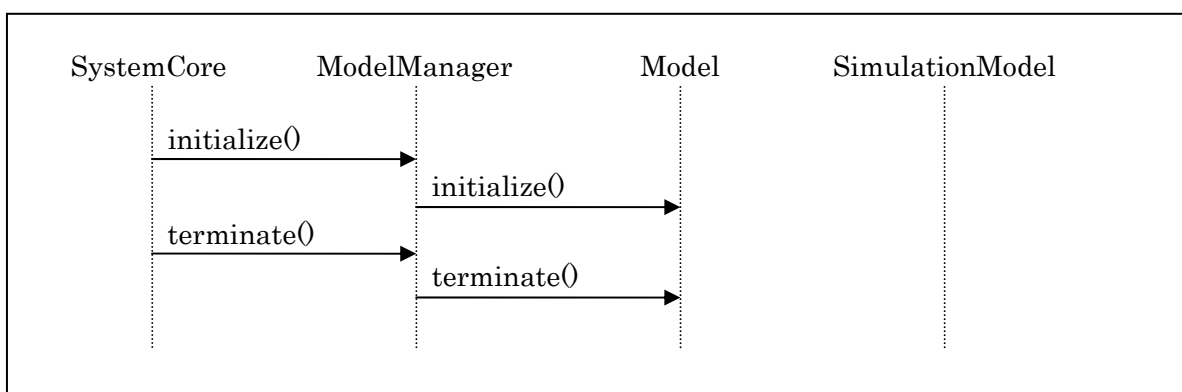 SystemCore ModelManager Model SimulationModel
initialize()
initialize()
terminate()
terminate()